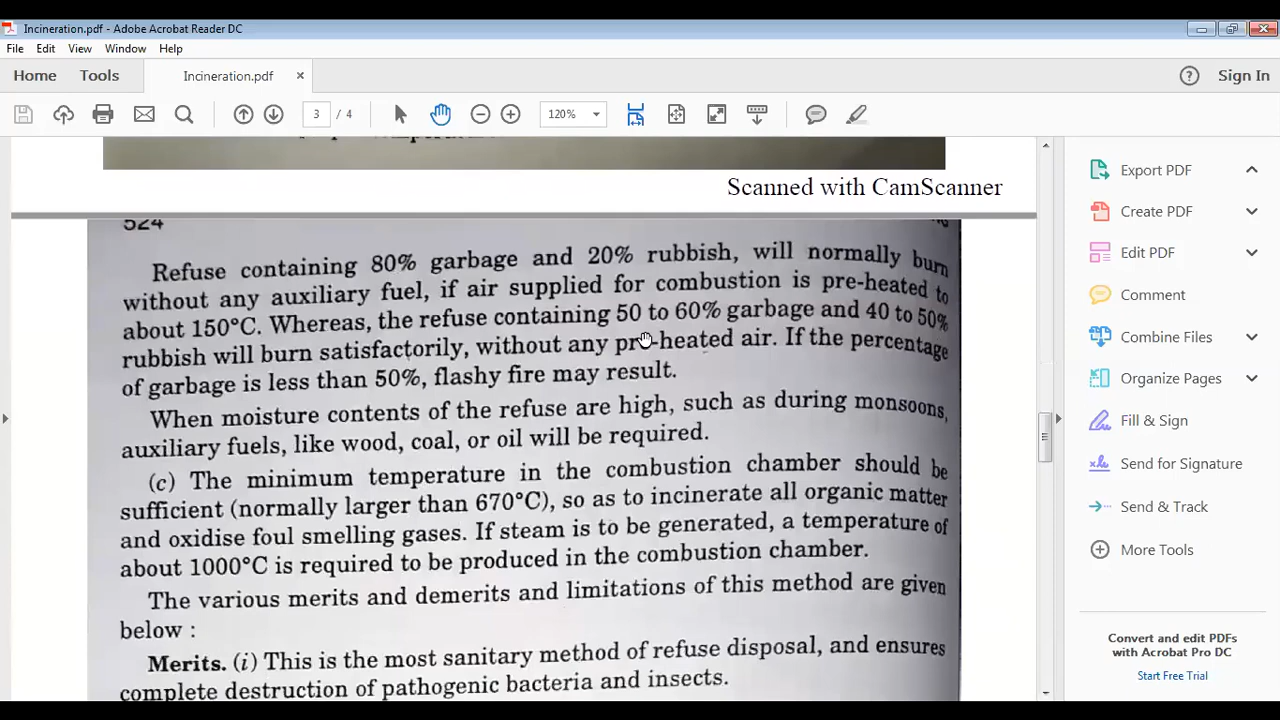 Incineration.pdf - Adobe Acrobat Reader DC
File Edit View Window Help
Home Tools Incineration.pdf × Sign In
3 / 4 120%
Scanned with CamScanner
524
Refuse containing 80% garbage and 20% rubbish, will normally burn
without any auxiliary fuel, if air supplied for combustion is pre-heated to
about 150°C. Whereas, the refuse containing 50 to 60% garbage and 40 to 50%
rubbish will burn satisfactorily, without any pre-heated air. If the percentage
of garbage is less than 50%, flashy fire may result.
When moisture contents of the refuse are high, such as during monsoons,
auxiliary fuels, like wood, coal, or oil will be required.
(c) The minimum temperature in the combustion chamber should be
sufficient (normally larger than 670°C), so as to incinerate all organic matter
and oxidise foul smelling gases. If steam is to be generated, a temperature of
about 1000°C is required to be produced in the combustion chamber.
The various merits and demerits and limitations of this method are given
below :
Merits. (i) This is the most sanitary method of refuse disposal, and ensures
complete destruction of pathogenic bacteria and insects.
Export PDF
Create PDF
Edit PDF
Comment
Combine Files
Organize Pages
Fill & Sign
Send for Signature
Send & Track
More Tools
Convert and edit PDFs
with Acrobat Pro DC
Start Free Trial